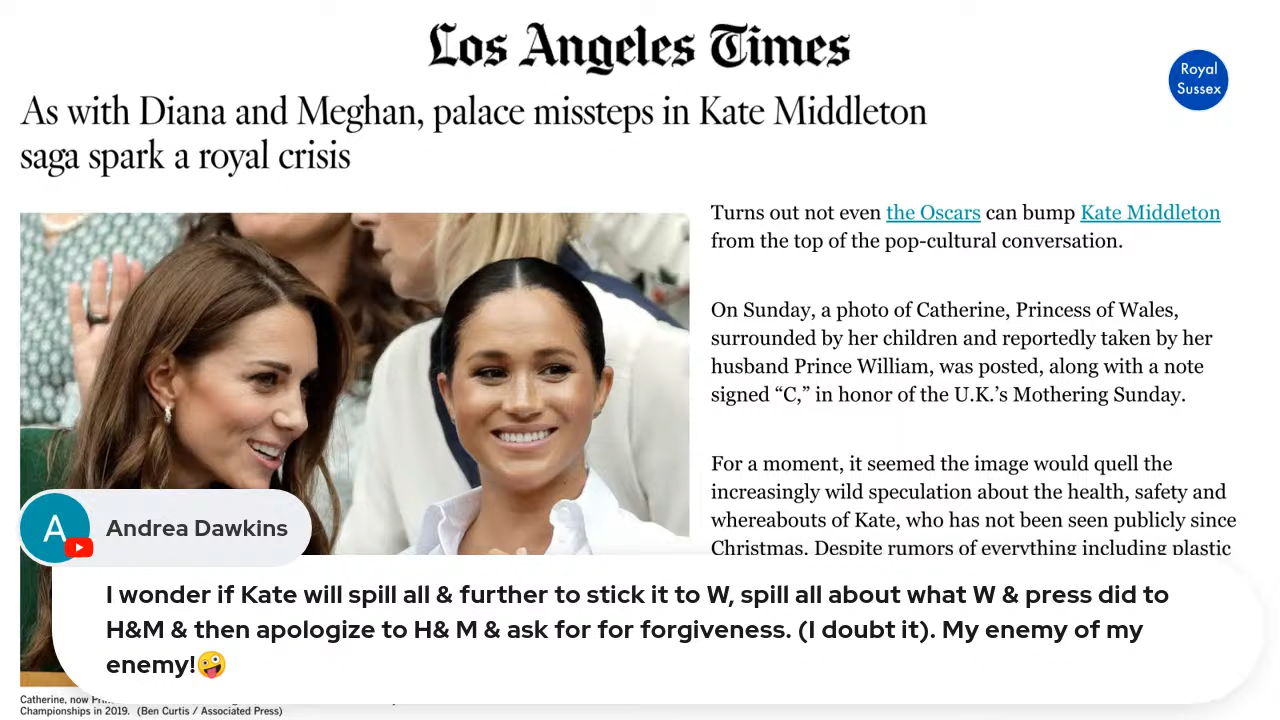 Los Angeles Times
Royal
Sussex
As with Diana and Meghan, palace missteps in Kate Middleton
saga spark a royal crisis
Turns out not even the Oscars can bump Kate Middleton
from the top of the pop-cultural conversation.
On Sunday, a photo of Catherine, Princess of Wales,
surrounded by her children and reportedly taken by her
husband Prince William, was posted, along with a note
signed “C,” in honor of the U.K.’s Mothering Sunday.
For a moment, it seemed the image would quell the
increasingly wild speculation about the health, safety and
whereabouts of Kate, who has not been seen publicly since
Christmas. Despite rumors of everything including plastic
A
Andrea Dawkins
I wonder if Kate will spill all & further to stick it to W, spill all about what W & press did to
H&M & then apologize to H& M & ask for for forgiveness. (I doubt it). My enemy of my
enemy!🤪
Catherine, now
Championships in 2019. (Ben Curtis / Associated Press)